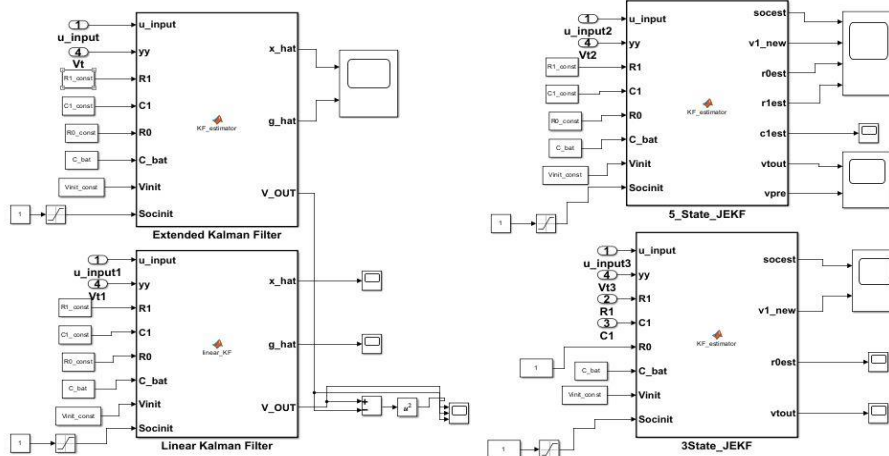 1
u_input
u_input
4
yy
Vt
R1_const
R1
x_hat
C1_const
C1
KF_estimator
g_hat
R0_const
R0
C_bat
C_bat
Vinit_const
Vinit
V_OUT
1
Socinit
Extended Kalman Filter
1
u_input
u_input1
4
yy
Vt1
x_hat
R1_const
R1
C1_const
C1
linear_KF
g_hat
R0_const
R0
C_bat
C_bat
Vinit_const
Vinit
V_OUT
+
−
|u|²
1
Socinit
Linear Kalman Filter
1
u_input
socest
u_input2
4
yy
v1_new
Vt2
R1_const
R1
r0est
C1_const
C1
KF_estimator
r1est
R0_const
R0
c1est
C_bat
C_bat
Vinit_const
Vinit
vtout
1
Socinit
vpre
5_State_JEKF
1
u_input
socest
u_input3
4
yy
Vt3
2
R1
R1
v1_new
3
C1
C1
KF_estimator
1
R0
r0est
C_bat
C_bat
Vinit_const
Vinit
vtout
1
Socinit
3State_JEKF